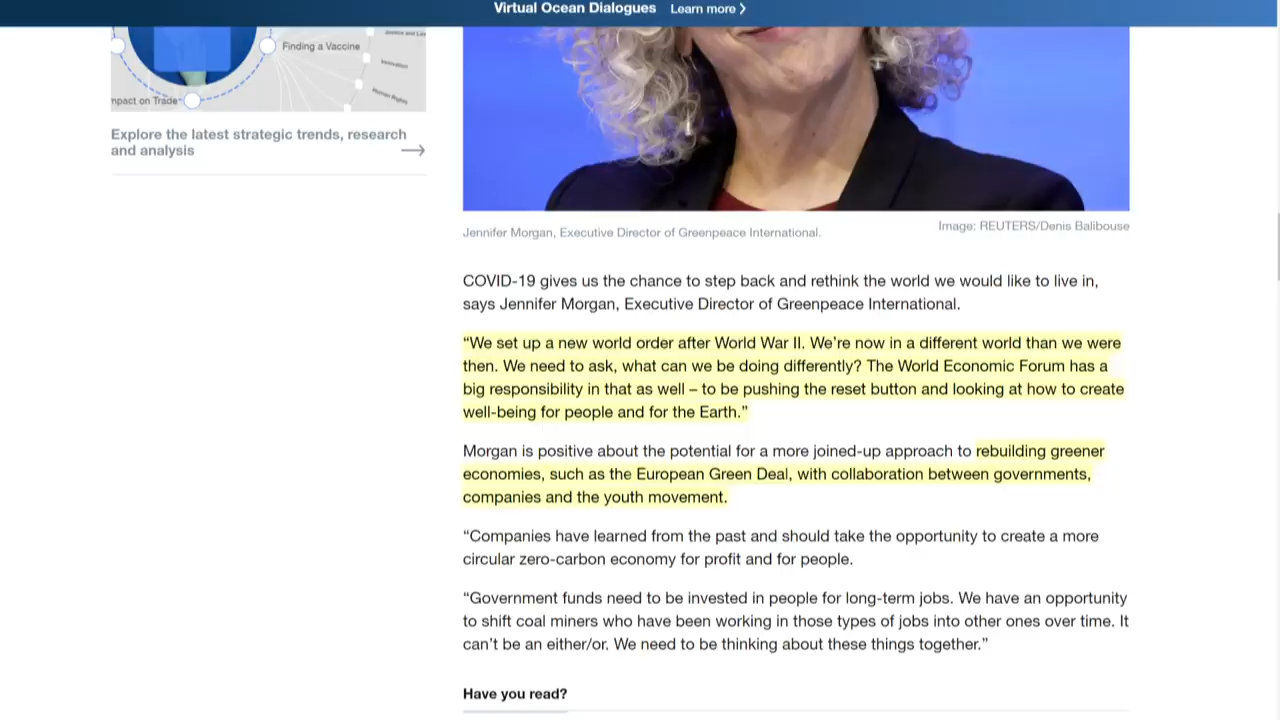 Virtual Ocean Dialogues Learn more
Finding a Vaccine
Innovation
Human Rights
mpact on Trade
Explore the latest strategic trends, research
and analysis
Jennifer Morgan, Executive Director of Greenpeace International.
Image: REUTERS/Denis Balibouse
COVID-19 gives us the chance to step back and rethink the world we would like to live in,
says Jennifer Morgan, Executive Director of Greenpeace International.
“We set up a new world order after World War II. We’re now in a different world than we were
then. We need to ask, what can we be doing differently? The World Economic Forum has a
big responsibility in that as well – to be pushing the reset button and looking at how to create
well-being for people and for the Earth.”
Morgan is positive about the potential for a more joined-up approach to rebuilding greener
economies, such as the European Green Deal, with collaboration between governments,
companies and the youth movement.
“Companies have learned from the past and should take the opportunity to create a more
circular zero-carbon economy for profit and for people.
“Government funds need to be invested in people for long-term jobs. We have an opportunity
to shift coal miners who have been working in those types of jobs into other ones over time. It
can’t be an either/or. We need to be thinking about these things together.”
Have you read?